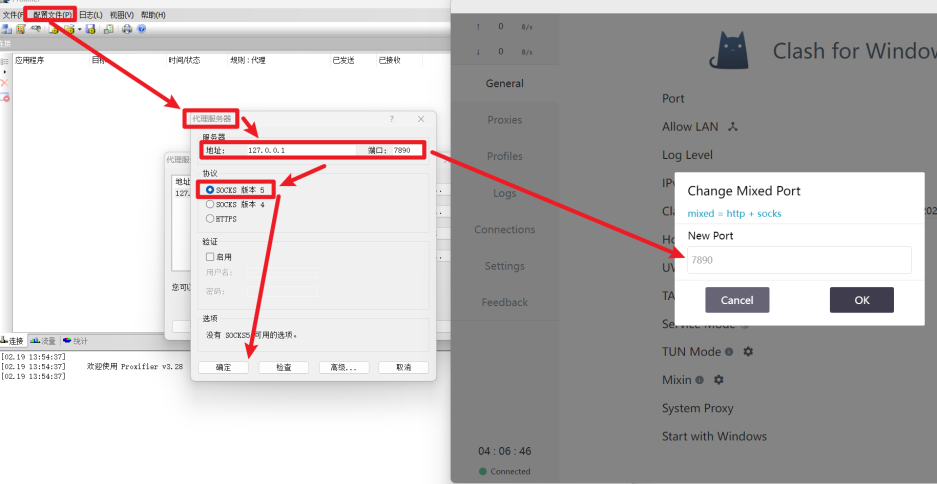 Proxifier
文件(F 配置文件(P) 日志(L) 视图(V) 帮助(H)
连接
应用程序 目标 时间/状态 规则:代理 已发送 已接收
代理服务器 ? ×
服务器
地址: 127.0.0.1 端口: 7890
协议
SOCKS 版本 5
SOCKS 版本 4
HTTPS
验证
启用
用户名:
密码:
选项
没有 SOCKS5 可用的选项。
确定 检查 高级... 取消
代理服
地址
127.
您可
连接 流量 统计
[02.19 13:54:37]
[02.19 13:54:37] 欢迎使用 Proxifier v3.28
[02.19 13:54:37]
↑ 0 B/s
↓ 0 B/s
General
Proxies
Profiles
Logs
Connections
Settings
Feedback
04 : 06 : 46
Connected
Clash for Window
Port
Allow LAN
Log Level
IPv
Cla
202
Ho
UV
TA
Service Mode
TUN Mode
Mixin
System Proxy
Start with Windows
Change Mixed Port
mixed = http + socks
New Port
7890
Cancel OK